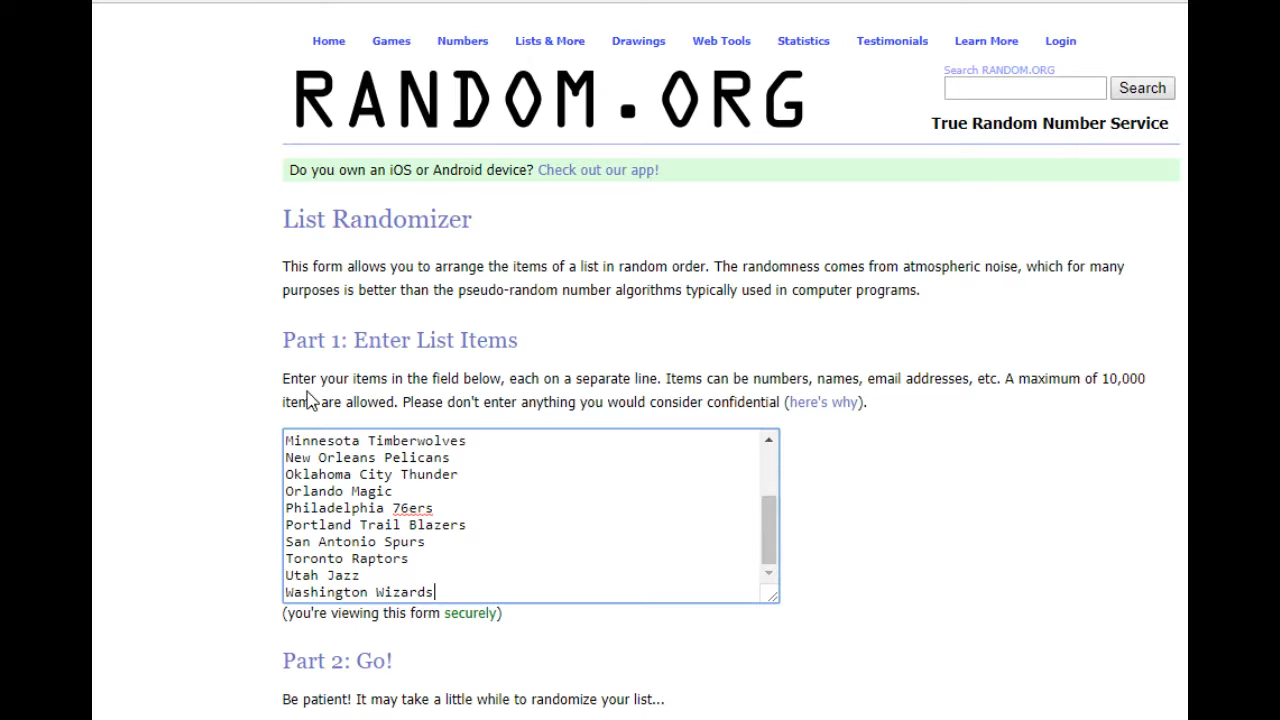 Home Games Numbers Lists & More Drawings Web Tools Statistics Testimonials Learn More Login
RANDOM.ORG
Search RANDOM.ORG
Search
True Random Number Service
Do you own an iOS or Android device? Check out our app!
List Randomizer
This form allows you to arrange the items of a list in random order. The randomness comes from atmospheric noise, which for many
purposes is better than the pseudo-random number algorithms typically used in computer programs.
Part 1: Enter List Items
Enter your items in the field below, each on a separate line. Items can be numbers, names, email addresses, etc. A maximum of 10,000
items are allowed. Please don't enter anything you would consider confidential (here's why).
Minnesota Timberwolves
New Orleans Pelicans
Oklahoma City Thunder
Orlando Magic
Philadelphia 76ers
Portland Trail Blazers
San Antonio Spurs
Toronto Raptors
Utah Jazz
Washington Wizards
(you're viewing this form securely)
Part 2: Go!
Be patient! It may take a little while to randomize your list...